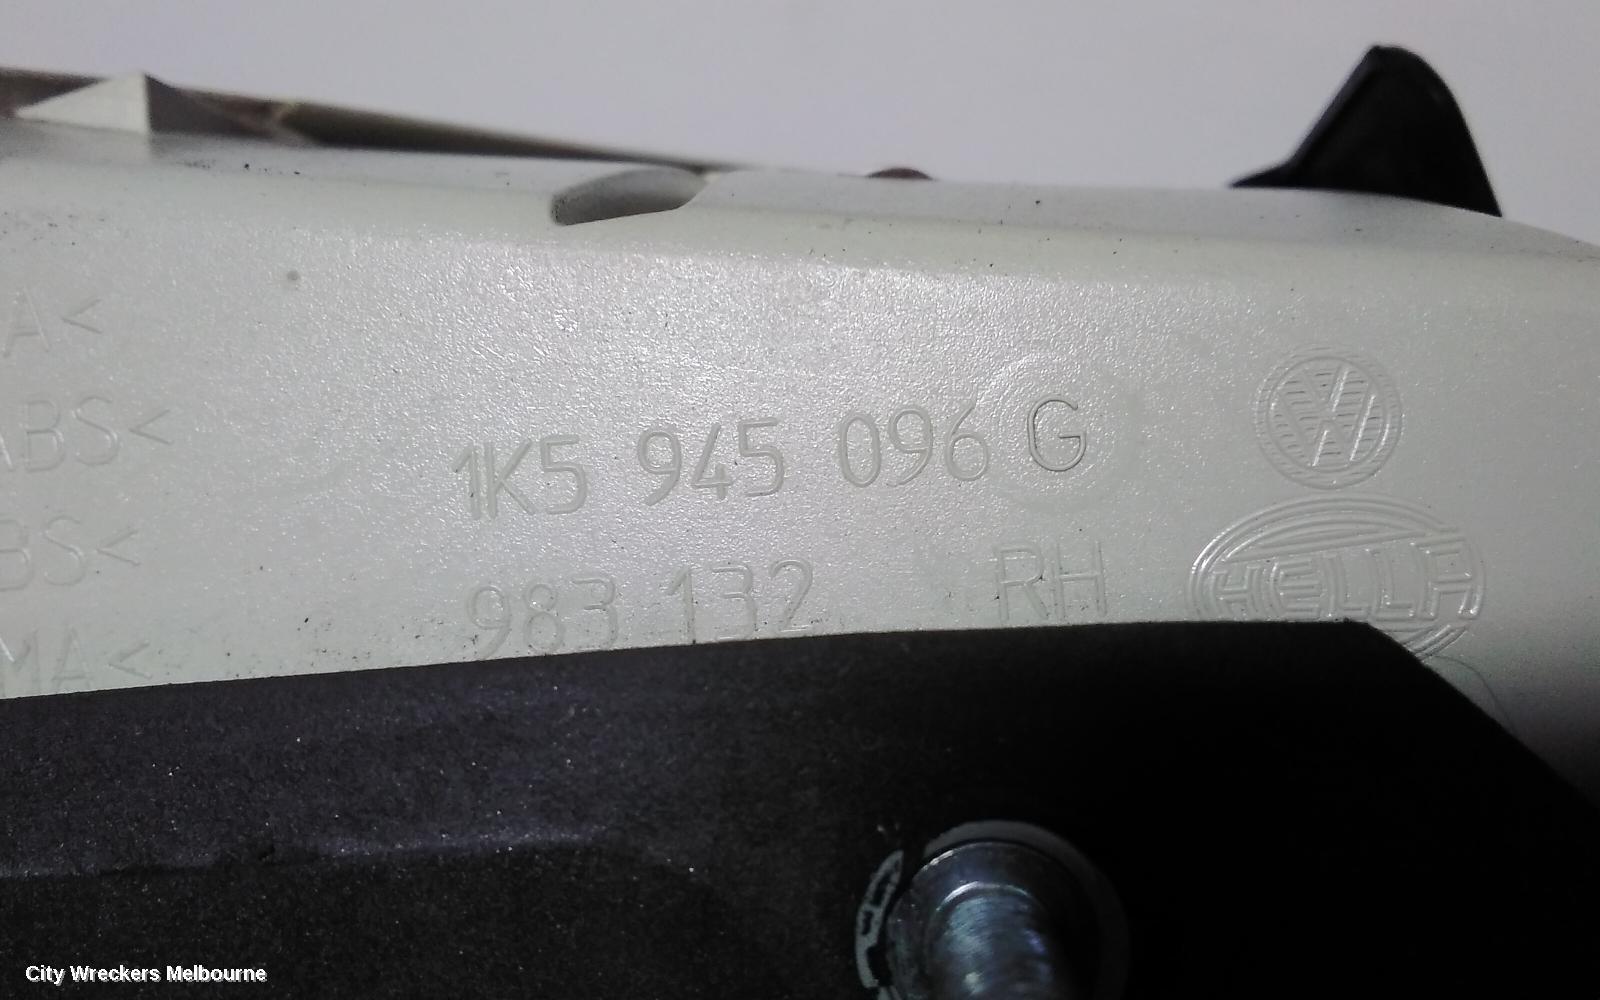 A<
ABS<
1K5 945 096 G
BS<
983 132 RH
HELLA
MA<
City Wreckers Melbourne